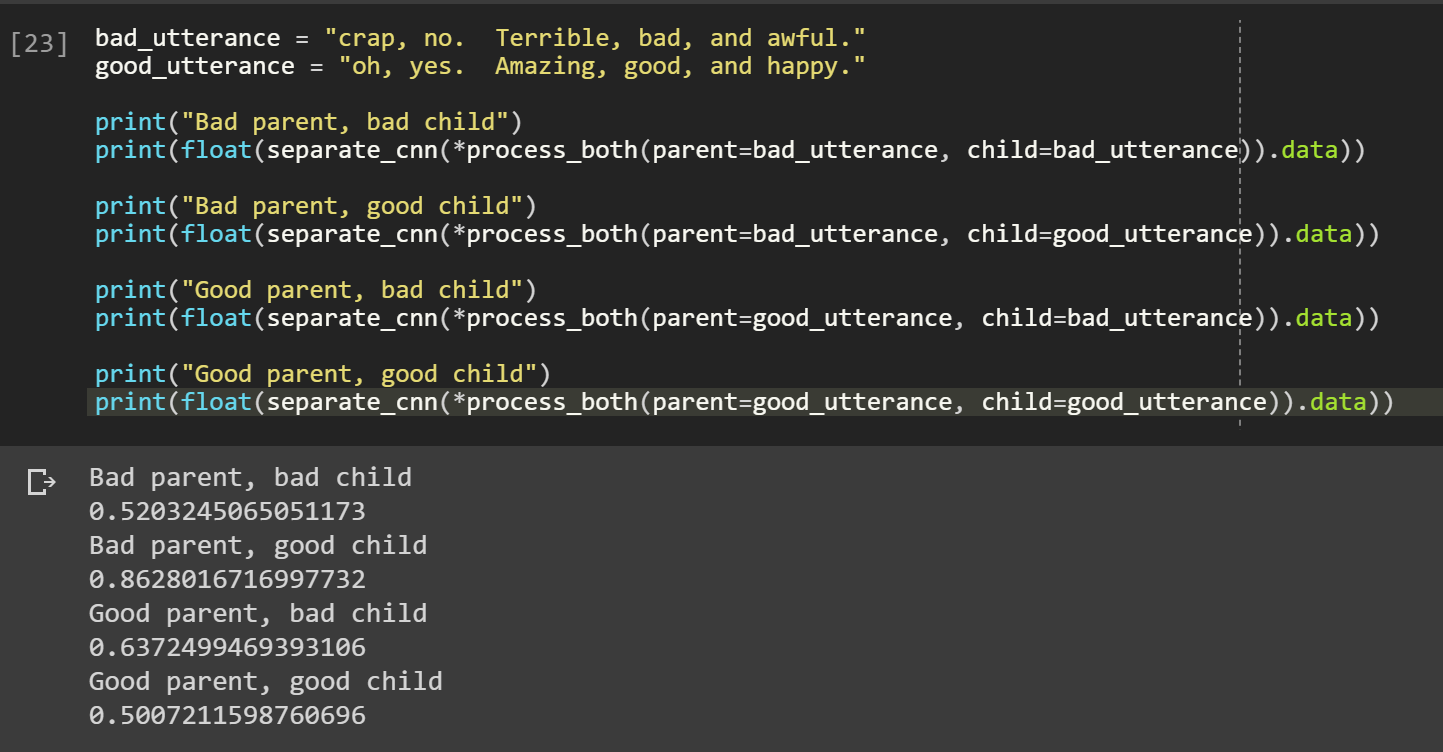 [23] bad_utterance = "crap, no.  Terrible, bad, and awful."
good_utterance = "oh, yes.  Amazing, good, and happy."
print("Bad parent, bad child")
print(float(separate_cnn(*process_both(parent=bad_utterance, child=bad_utterance)).data))
print("Bad parent, good child")
print(float(separate_cnn(*process_both(parent=bad_utterance, child=good_utterance)).data))
print("Good parent, bad child")
print(float(separate_cnn(*process_both(parent=good_utterance, child=bad_utterance)).data))
print("Good parent, good child")
print(float(separate_cnn(*process_both(parent=good_utterance, child=good_utterance)).data))
Bad parent, bad child
0.5203245065051173
Bad parent, good child
0.8628016716997732
Good parent, bad child
0.6372499469393106
Good parent, good child
0.5007211598760696